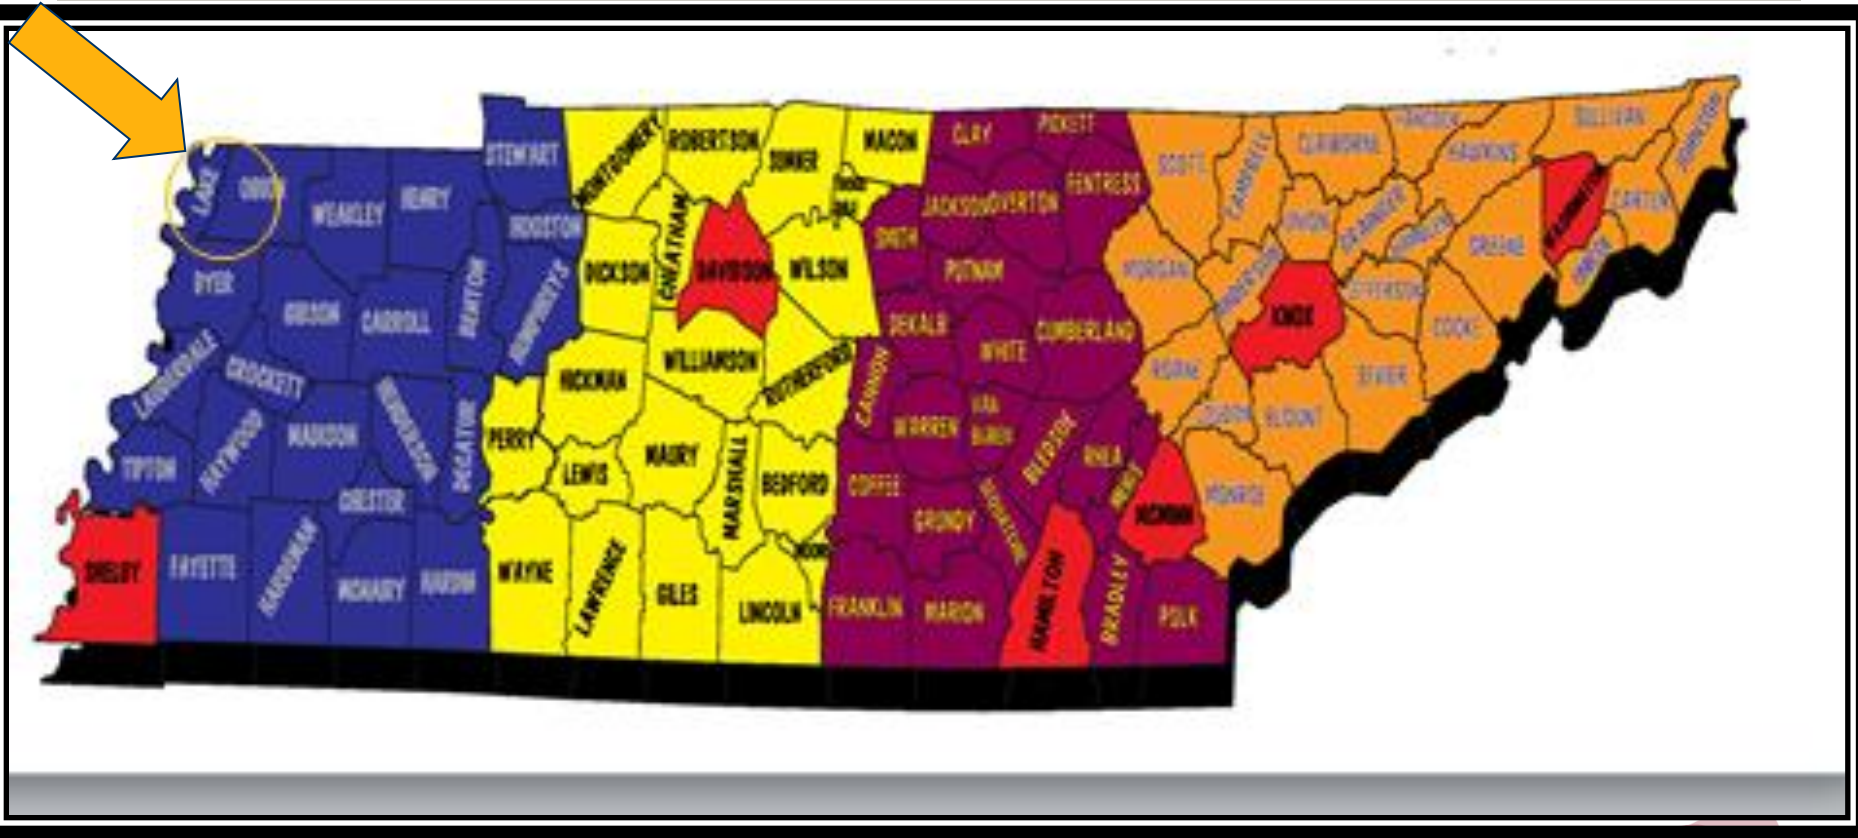 LAKE
OBION
WEAKLEY
HENRY
STEWART
MONTGOMERY
ROBERTSON
SUMNER
MACON
CLAY
PICKETT
SCOTT
CAMPBELL
CLAIBORNE
HANCOCK
HAWKINS
SULLIVAN
JOHNSON
DYER
GIBSON
CARROLL
BENTON
HOUSTON
HUMPHREYS
DICKSON
CHEATHAM
DAVIDSON
WILSON
SMITH
JACKSON
OVERTON
FENTRESS
PUTNAM
MORGAN
ANDERSON
UNION
GRAINGER
GREENE
WASHINGTON
CARTER
LAUDERDALE
CROCKETT
HAYWOOD
MADISON
HENDERSON
DECATUR
PERRY
HICKMAN
WILLIAMSON
RUTHERFORD
CANNON
DEKALB
WHITE
CUMBERLAND
ROANE
KNOX
JEFFERSON
COCKE
SEVIER
TIPTON
CHESTER
LEWIS
MAURY
MARSHALL
BEDFORD
COFFEE
WARREN
VAN
BUREN
BLEDSOE
RHEA
MEIGS
MCMINN
BLOUNT
MONROE
SHELBY
FAYETTE
HARDEMAN
MCNAIRY
HARDIN
WAYNE
LAWRENCE
GILES
LINCOLN
FRANKLIN
GRUNDY
MARION
HAMILTON
BRADLEY
POLK